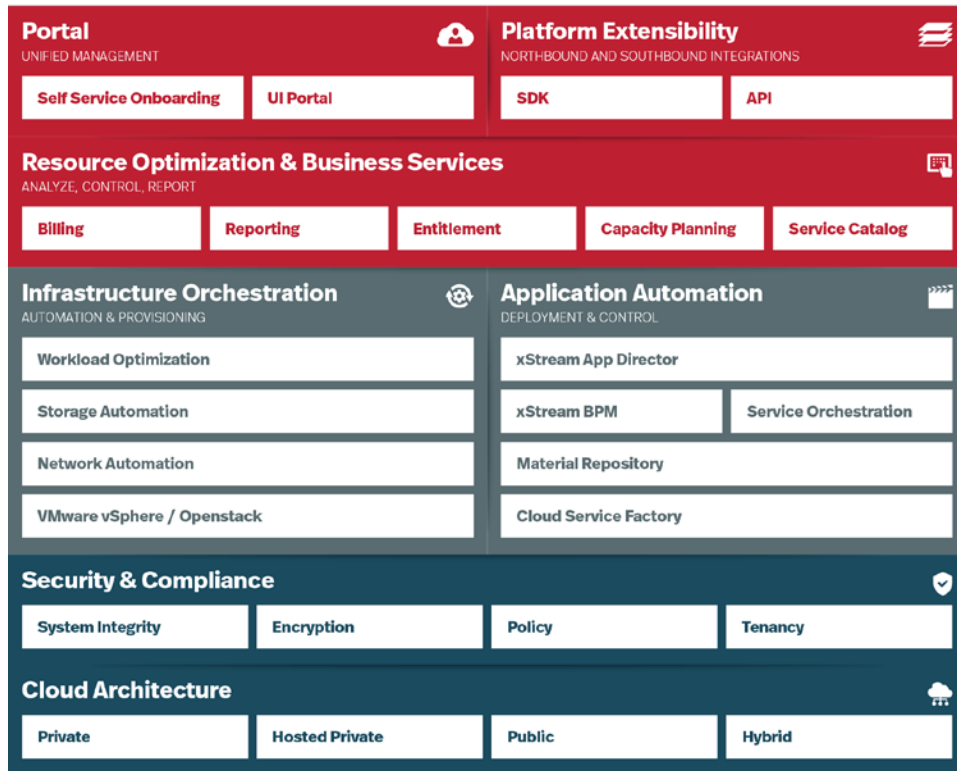 Portal
UNIFIED MANAGEMENT
Self Service Onboarding
UI Portal
Platform Extensibility
NORTHBOUND AND SOUTHBOUND INTEGRATIONS
SDK
API
Resource Optimization & Business Services
ANALYZE, CONTROL, REPORT
Billing
Reporting
Entitlement
Capacity Planning
Service Catalog
Infrastructure Orchestration
AUTOMATION & PROVISIONING
Workload Optimization
Storage Automation
Network Automation
VMware vSphere / Openstack
Application Automation
DEPLOYMENT & CONTROL
xStream App Director
xStream BPM
Service Orchestration
Material Repository
Cloud Service Factory
Security & Compliance
System Integrity
Encryption
Policy
Tenancy
Cloud Architecture
Private
Hosted Private
Public
Hybrid